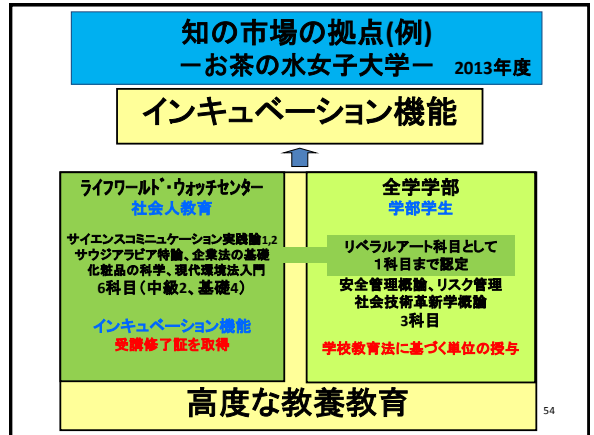 知の市場の拠点(例)
－お茶の水女子大学－ 2013年度
インキュベーション機能
ライフワールド・ウォッチセンター
社会人教育
サイエンスコミニュケーション実践論1,2
サウジアラビア特論、企業法の基礎
化粧品の科学、現代環境法入門
6科目（中級2、基礎4）
インキュベーション機能
受講修了証を取得
全学学部
学部学生
リベラルアート科目として
1科目まで認定
安全管理概論、リスク管理
社会技術革新学概論
3科目
学校教育法に基づく単位の授与
高度な教養教育
54